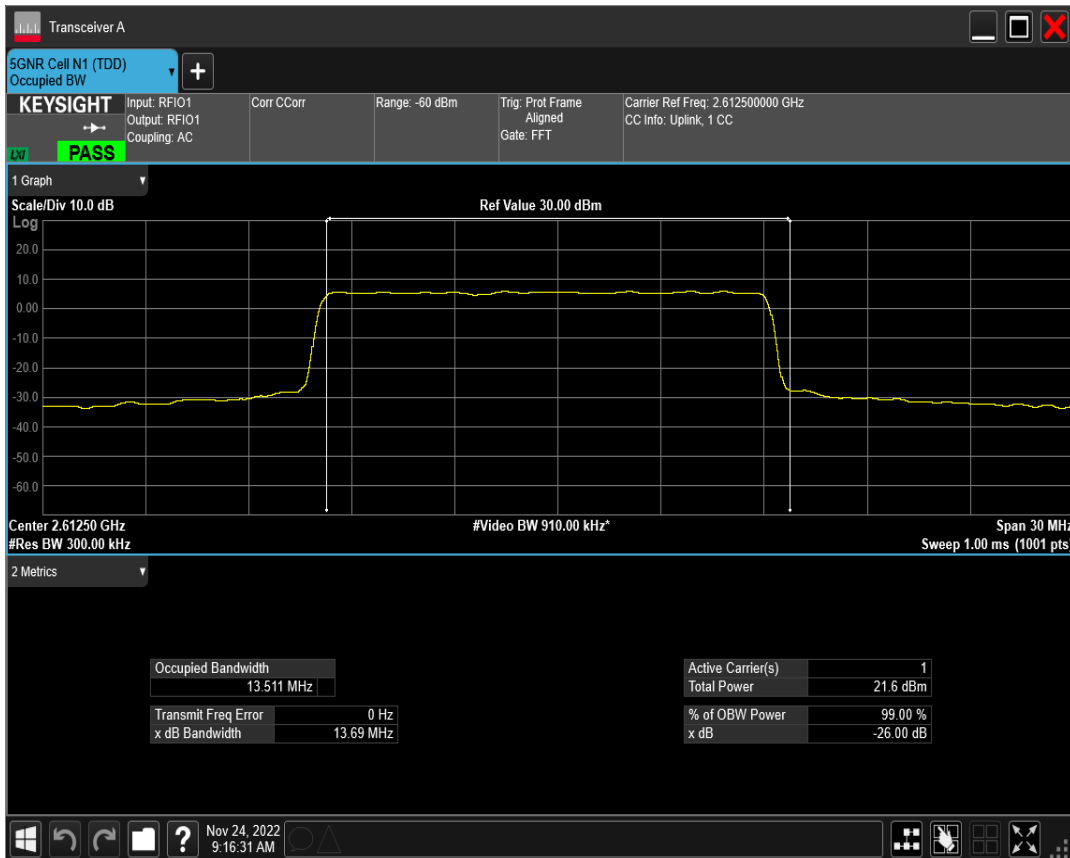 Transceiver A
5GNR Cell N1 (TDD)
Occupied BW
+
KEYSIGHT
LXI
PASS
Input: RFIO1
Output: RFIO1
Coupling: AC
Corr CCorr
Range: -60 dBm
Trig: Prot Frame
Aligned
Gate: FFT
Carrier Ref Freq: 2.612500000 GHz
CC Info: Uplink, 1 CC
1 Graph
Scale/Div 10.0 dB
Ref Value 30.00 dBm
Log
20.0
10.0
0.00
-10.0
-20.0
-30.0
-40.0
-50.0
-60.0
Center 2.61250 GHz
#Video BW 910.00 kHz*
Span 30 MHz
#Res BW 300.00 kHz
Sweep 1.00 ms (1001 pts)
2 Metrics
Occupied Bandwidth
13.511 MHz
Transmit Freq Error 0 Hz
x dB Bandwidth 13.69 MHz
Active Carrier(s) 1
Total Power 21.6 dBm
% of OBW Power 99.00 %
x dB -26.00 dB
?
Nov 24, 2022
9:16:31 AM